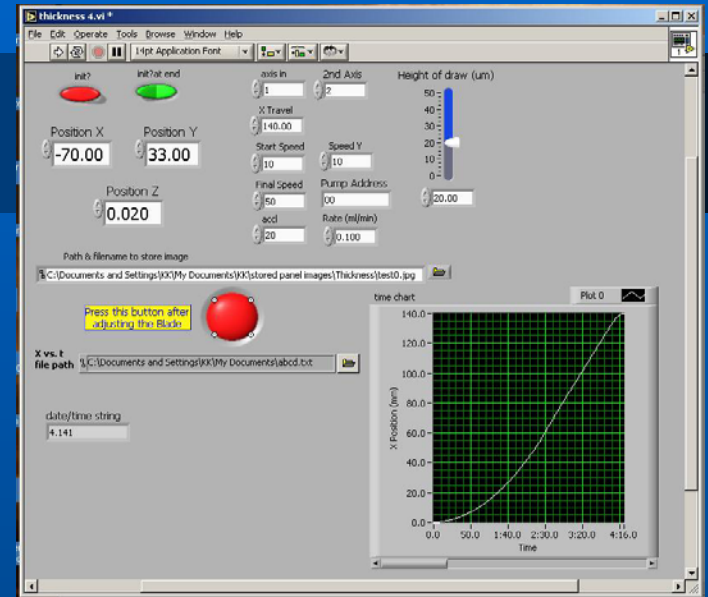 thickness 4.vi *
File Edit Operate Tools Browse Window Help
14pt Application Font
1
init?
init?at end
axis in
2nd Axis
Height of draw (um)
1
2
X Travel
140.00
50
40
30
20
10
0
Position X
Position Y
-70.00
33.00
Start Speed
Speed Y
10
10
Position Z
0.020
Final Speed
Pump Address
50
00
20.00
accl
Rate (ml/min)
20
0.100
Path & filename to store image
C:\Documents and Settings\KK\My Documents\KK\stored panel images\Thickness\test0.jpg
Press this button after
adjusting the Blade
time chart
Plot 0
X vs. t
file path
C:\Documents and Settings\KK\My Documents\abcd.txt
date/time string
4.141
X Position (mm)
140.0
120.0
100.0
80.0
60.0
40.0
20.0
0.0
0.0 50.0 1:40.0 2:30.0 3:20.0 4:16.0
Time